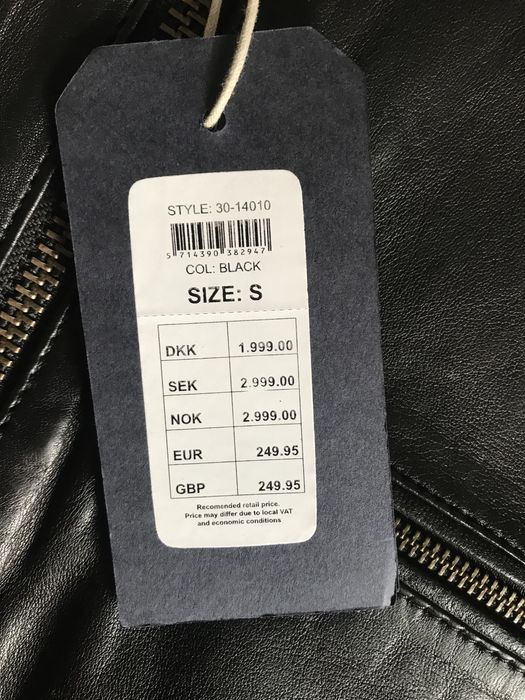 STYLE: 30-14010
5 714390 382947
COL: BLACK
SIZE: S
DKK 1.999.00
SEK 2.999.00
NOK 2.999.00
EUR 249.95
GBP 249.95
Recomended retail price.
Price may differ due to local VAT
and economic conditions